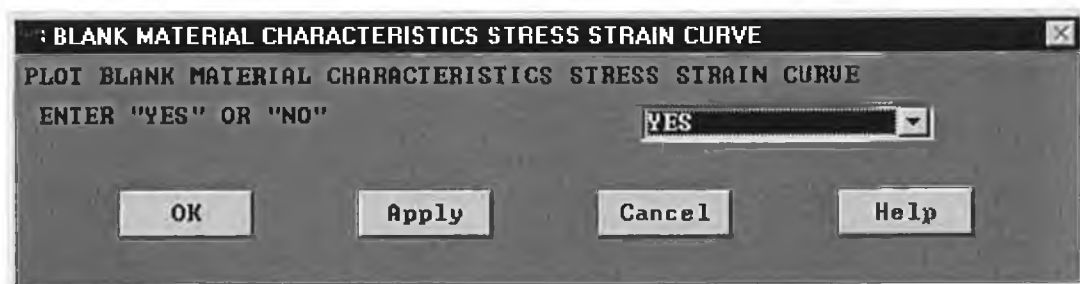 : BLANK MATERIAL CHARACTERISTICS STRESS STRAIN CURVE
PLOT BLANK MATERIAL CHARACTERISTICS STRESS STRAIN CURVE
ENTER "YES" OR "NO"
YES
OK Apply Cancel Help